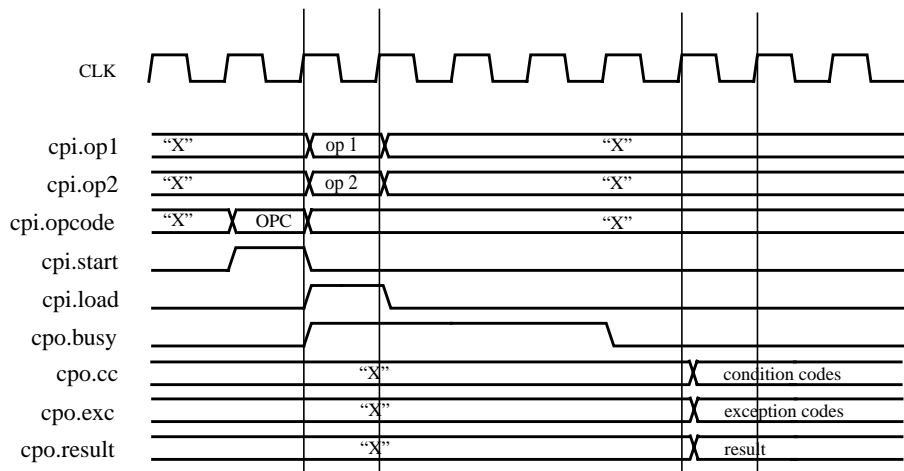 CLK
cpi.op1 “X” op 1 “X”
cpi.op2 “X” op 2 “X”
cpi.opcode “X” OPC “X”
cpi.start
cpi.load
cpo.busy
cpo.cc “X” condition codes
cpo.exc “X” exception codes
cpo.result “X” result